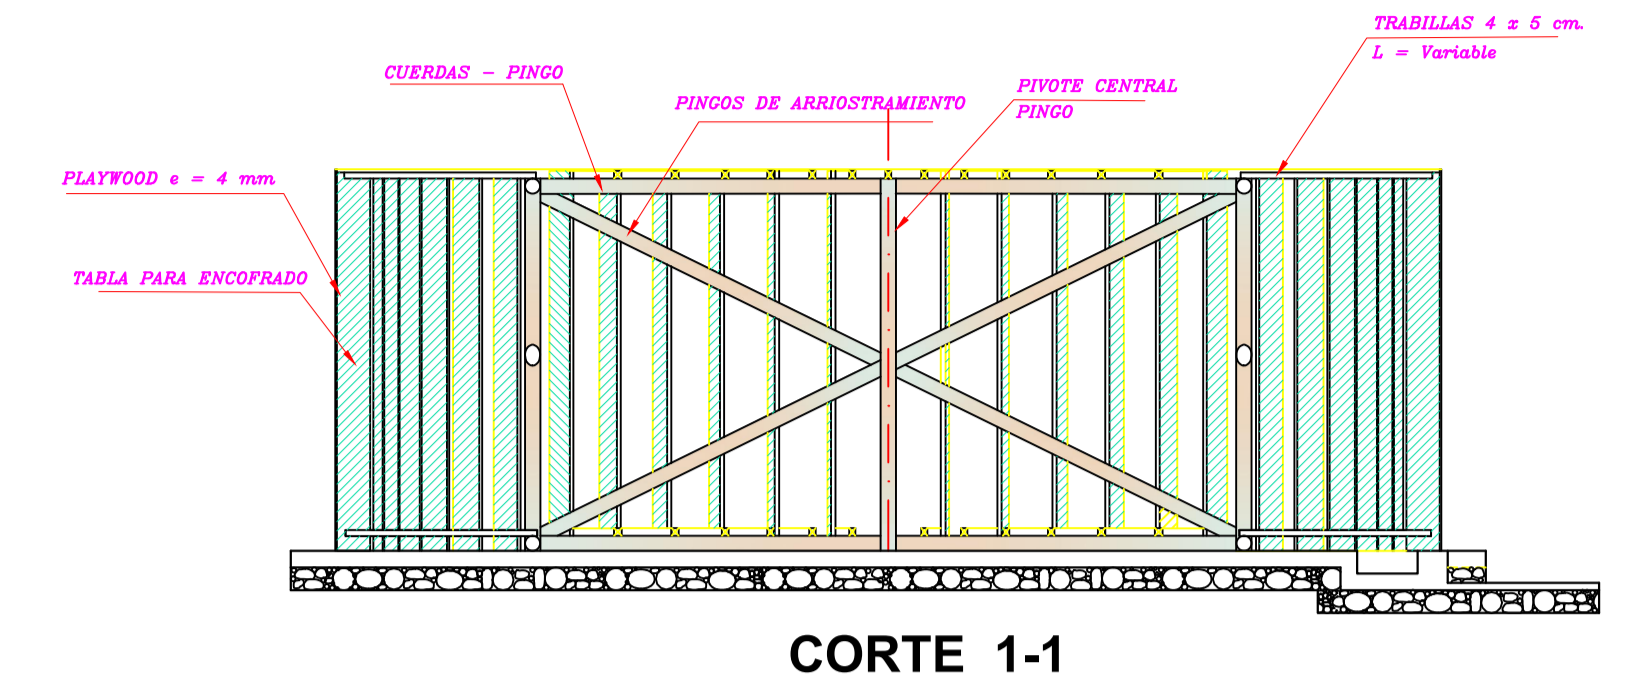 TRABILLAS 4 x 5 cm.
L = Variable
CUERDAS - PINGO
PINGOS DE ARRIOSTRAMIENTO
PIVOTE CENTRAL
PINGO
PLAYWOOD e = 4 mm
TABLA PARA ENCOFRADO
CORTE 1-1